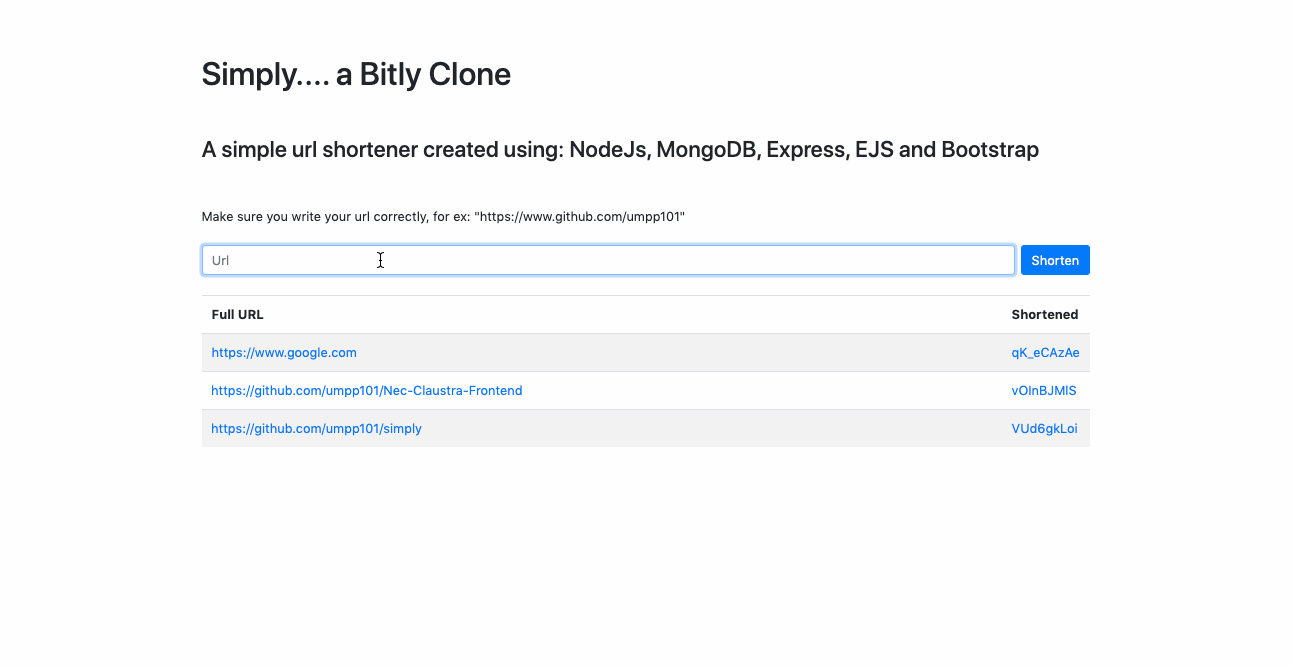 Simply.... a Bitly Clone
A simple url shortener created using: NodeJs, MongoDB, Express, EJS and Bootstrap
Make sure you write your url correctly, for ex: "https://www.github.com/umpp101"
Url Shorten
Full URL Shortened
https://www.google.com qK_eCAzAe
https://github.com/umpp101/Nec-Claustra-Frontend vOlnBJMlS
https://github.com/umpp101/simply VUd6gkLoi